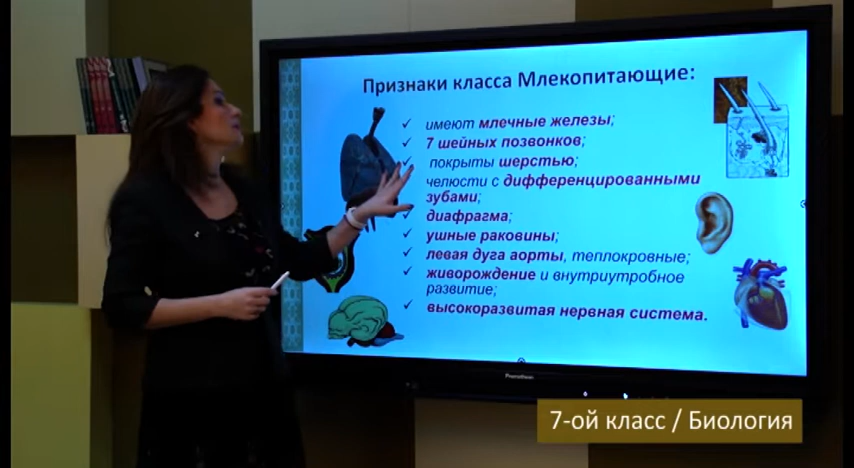 Признаки класса Млекопитающие:
✓ имеют млечные железы;
✓ 7 шейных позвонков;
✓ покрыты шерстью;
✓ челюсти с дифференцированными
зубами;
✓ диафрагма;
✓ ушные раковины;
✓ левая дуга аорты, теплокровные;
✓ живорождение и внутриутробное
развитие;
✓ высокоразвитая нервная система.
Promethean
7-ой класс / Биология